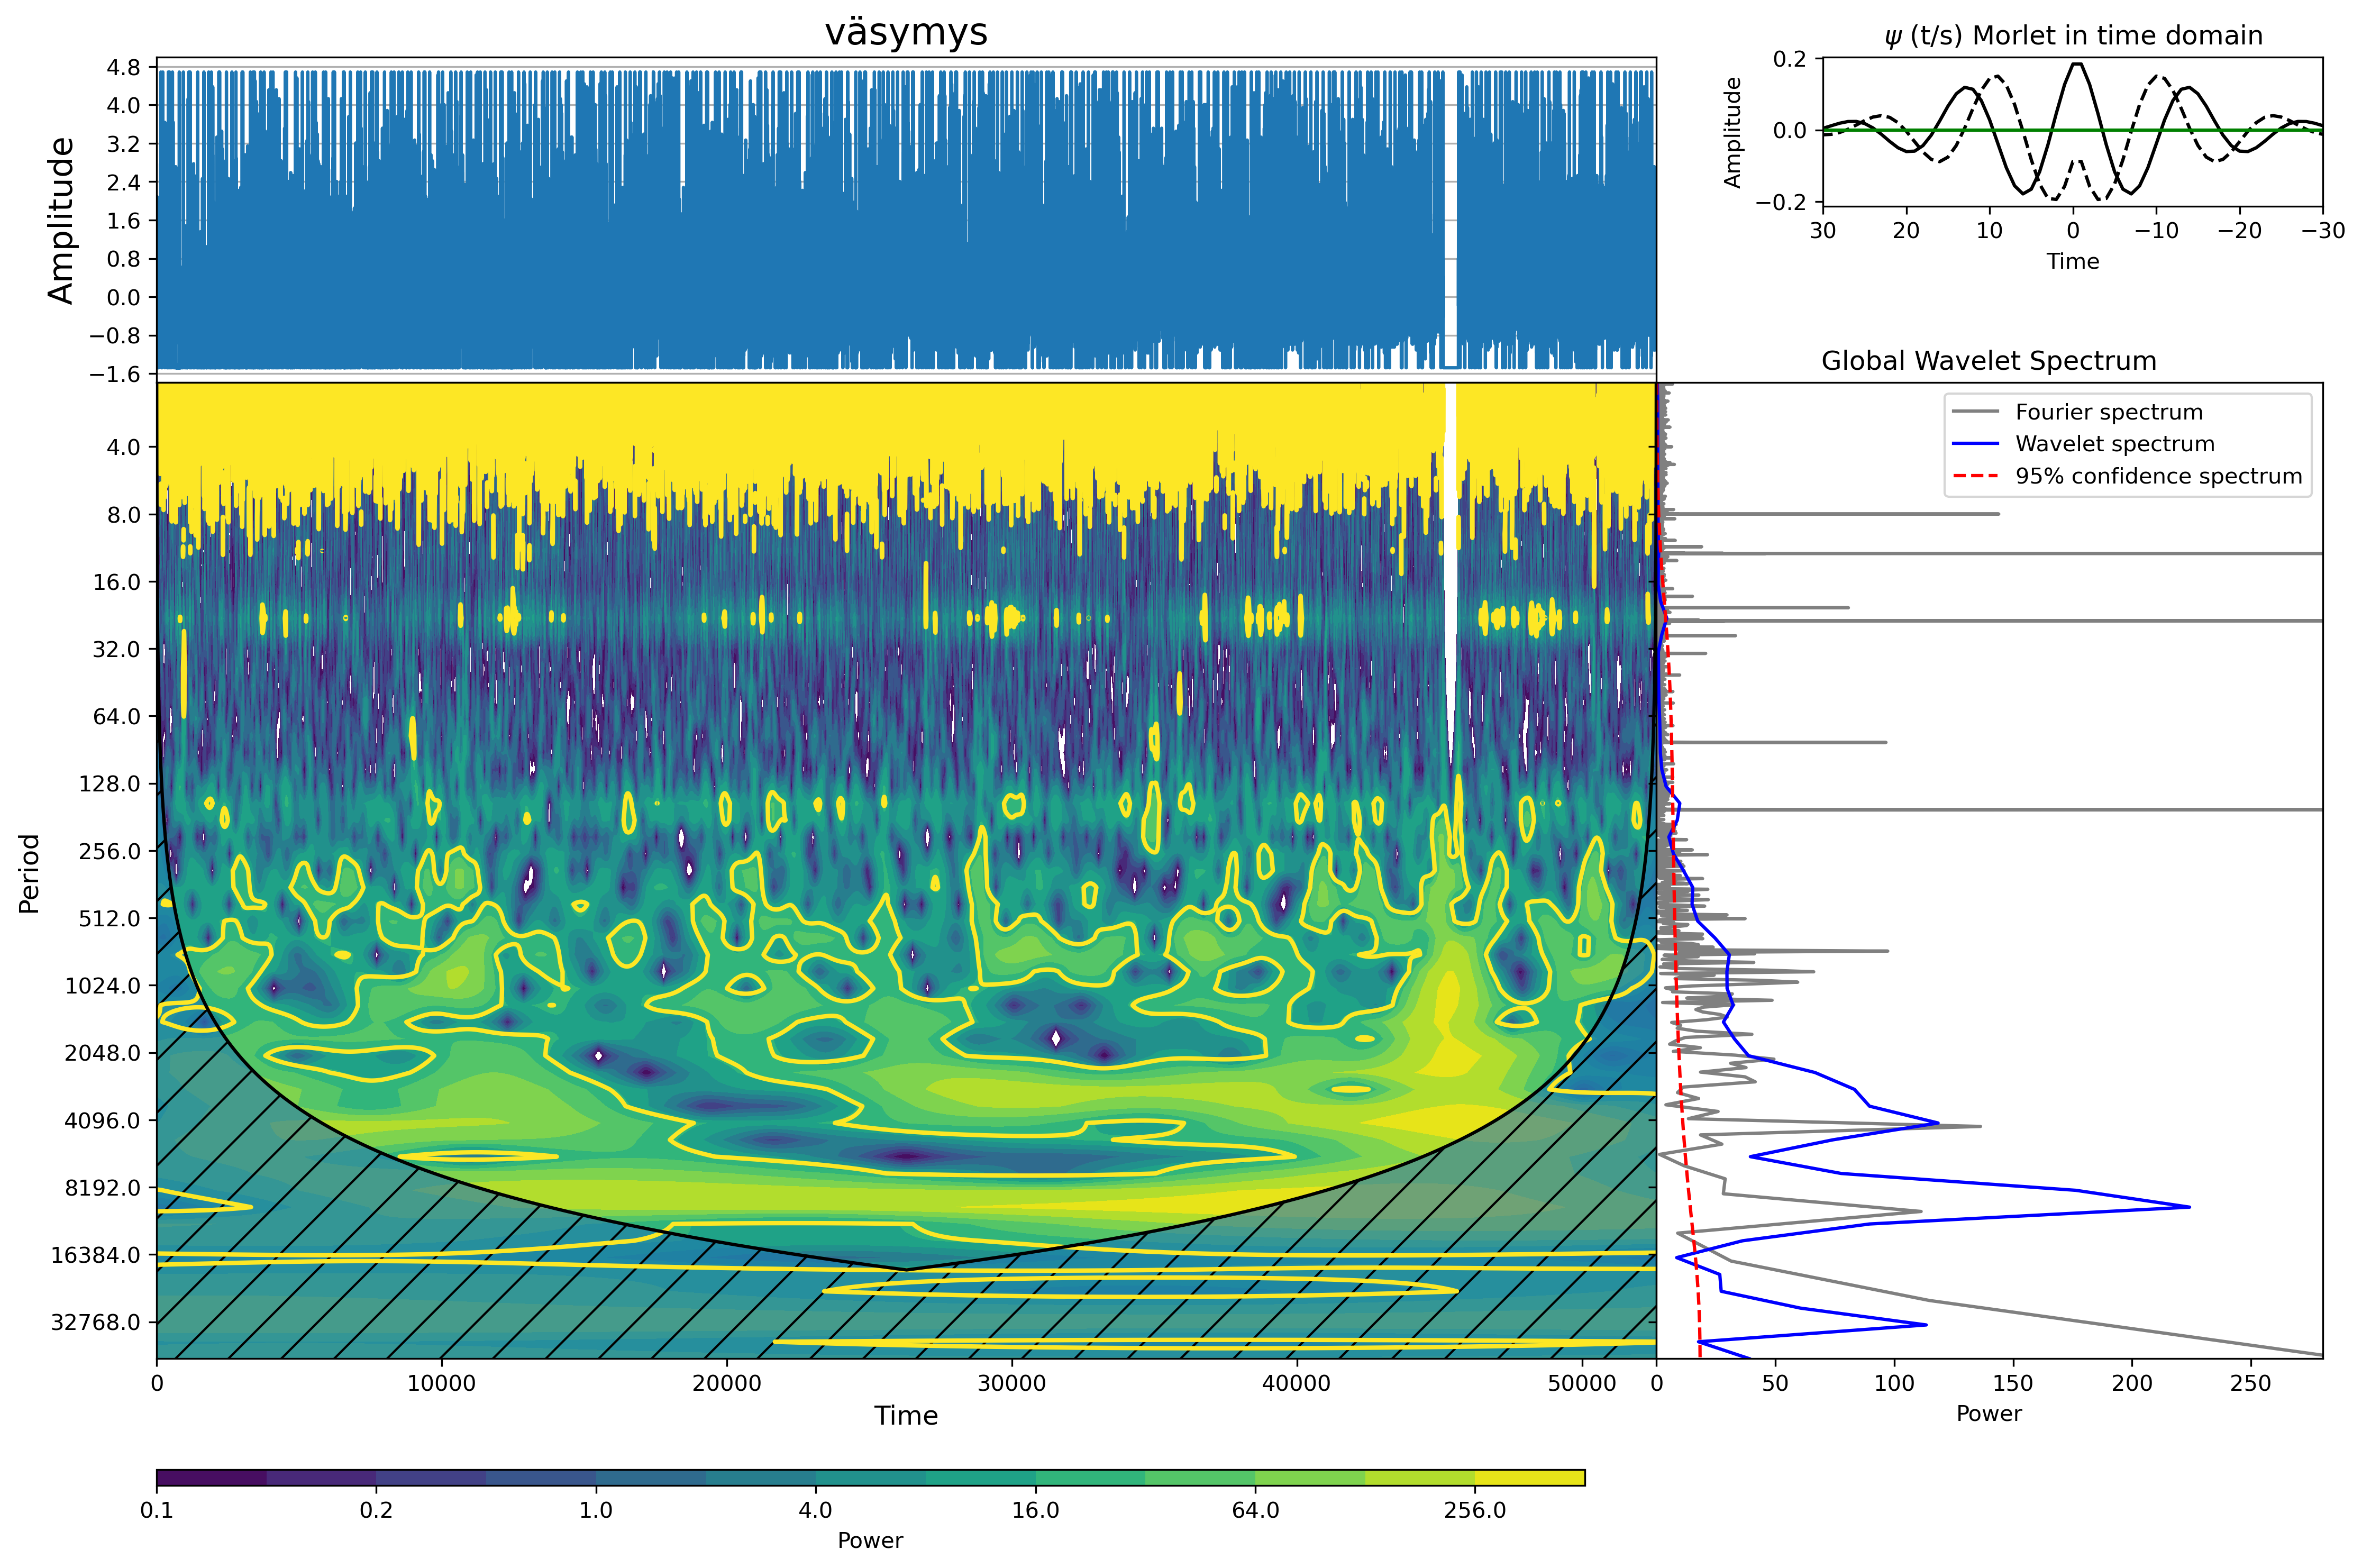 väsymys
Amplitude
4.8
4.0
3.2
2.4
1.6
0.8
0.0
−0.8
−1.6
ψ (t/s) Morlet in time domain
Amplitude
0.2
0.0
−0.2
30 20 10 0 −10 −20 −30
Time
Period
4.0
8.0
16.0
32.0
64.0
128.0
256.0
512.0
1024.0
2048.0
4096.0
8192.0
16384.0
32768.0
0 10000 20000 30000 40000 50000
Time
Global Wavelet Spectrum
Fourier spectrum
Wavelet spectrum
95% confidence spectrum
0 50 100 150 200 250
Power
0.1 0.2 1.0 4.0 16.0 64.0 256.0
Power